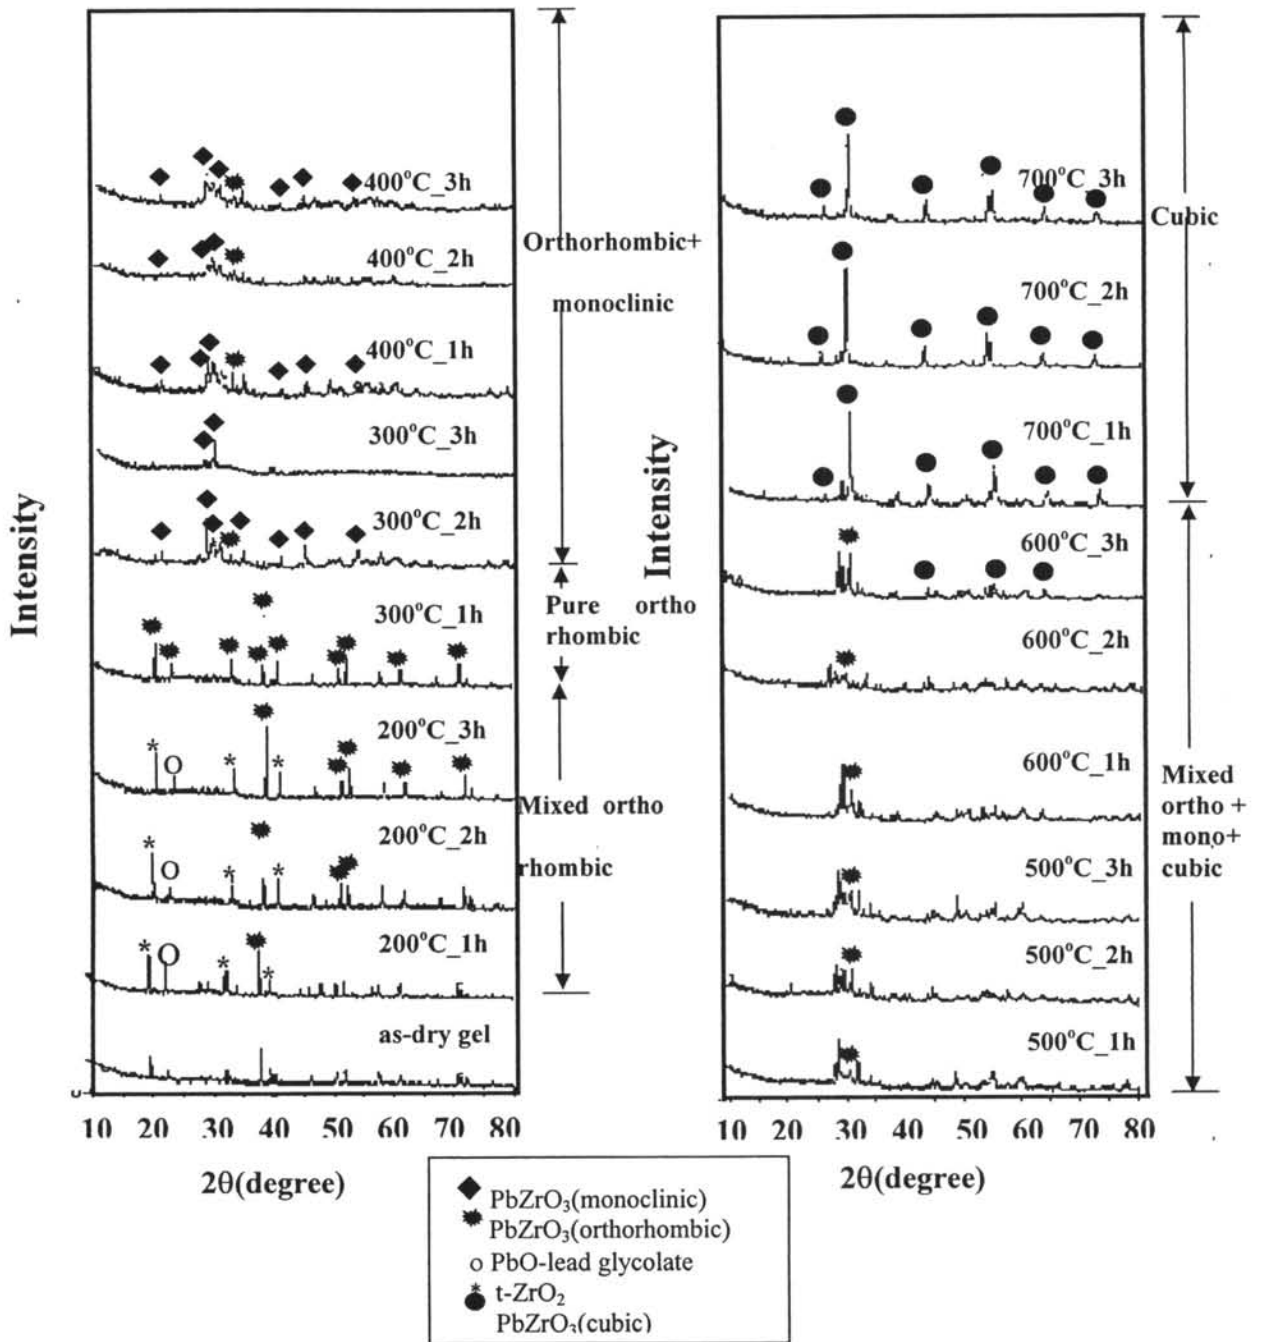 400°C_3h
400°C_2h
400°C_1h
300°C_3h
300°C_2h
300°C_1h
200°C_3h
200°C_2h
200°C_1h
as-dry gel
Intensity
10 20 30 40 50 60 70 80
2θ(degree)
Orthorhombic+
monoclinic
Pure ortho
rhombic
Mixed ortho
rhombic
700°C_3h
700°C_2h
700°C_1h
600°C_3h
600°C_2h
600°C_1h
500°C_3h
500°C_2h
500°C_1h
Intensity
10 20 30 40 50 60 70 80
2θ(degree)
Cubic
Mixed
ortho +
mono+
cubic
PbZrO₃(monoclinic)
PbZrO₃(orthorhombic)
o PbO-lead glycolate
* t-ZrO₂
PbZrO₃(cubic)